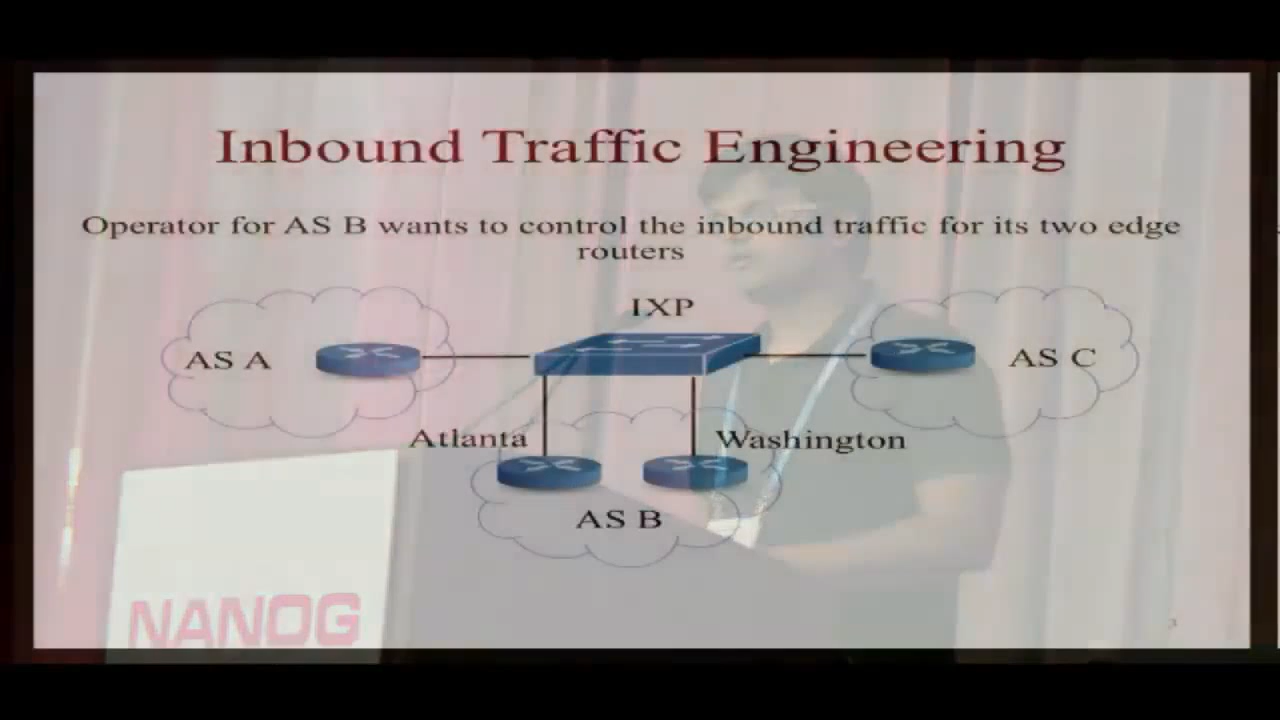 Inbound Traffic Engineering
Operator for AS B wants to control the inbound traffic for its two edge
routers
IXP
AS A
AS C
Atlanta
Washington
AS B
NANOG
3